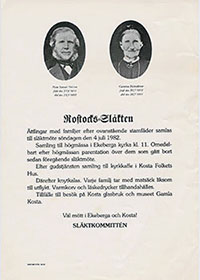 Rostocks-Släkten
Ättlingar med familjer efter ovanstående stamfäder samlas
till släktmöte söndagen den 4 juli 1982.
Samling till högmässa i Ekeberga kyrka kl. 11. Omedel-
bart efter högmässan parentation över dem som gått bort
sedan föregående släktmöte.
Efter gudstjänsten samling till kyrkkaffe i Kosta Folkets
Hus.
Därefter knytkalas. Varje familj tar med matsäck liksom
till utflykt. Varmkorv och läskedrycker tillhandahålles.
Tillfälle till besök på Kosta glasbruk och museet Gamla
Kosta.
Väl mött i Ekeberga och Kosta!
SLÄKTKOMMITTÉN